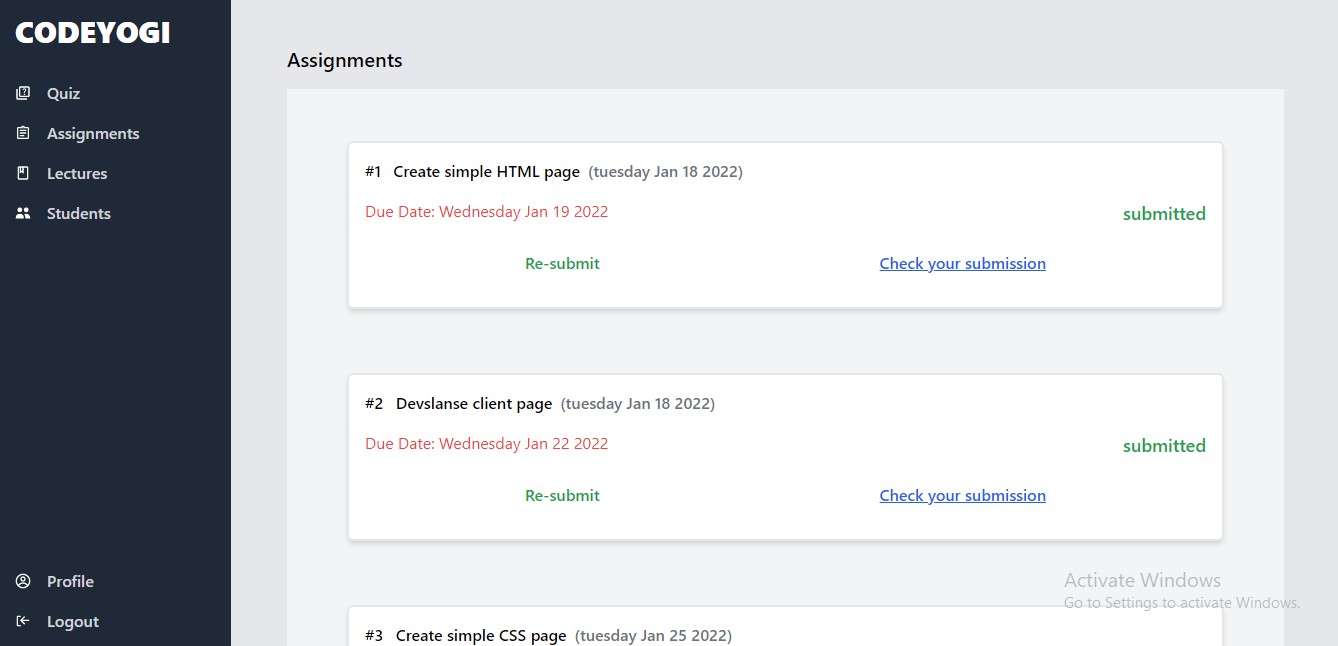 CODEYOGI
Quiz
Assignments
Lectures
Students
Profile
Logout
Assignments
#1 Create simple HTML page (tuesday Jan 18 2022)
Due Date: Wednesday Jan 19 2022
submitted
Re-submit
Check your submission
#2 Devslanse client page (tuesday Jan 18 2022)
Due Date: Wednesday Jan 22 2022
submitted
Re-submit
Check your submission
#3 Create simple CSS page (tuesday Jan 25 2022)
Activate Windows
Go to Settings to activate Windows.